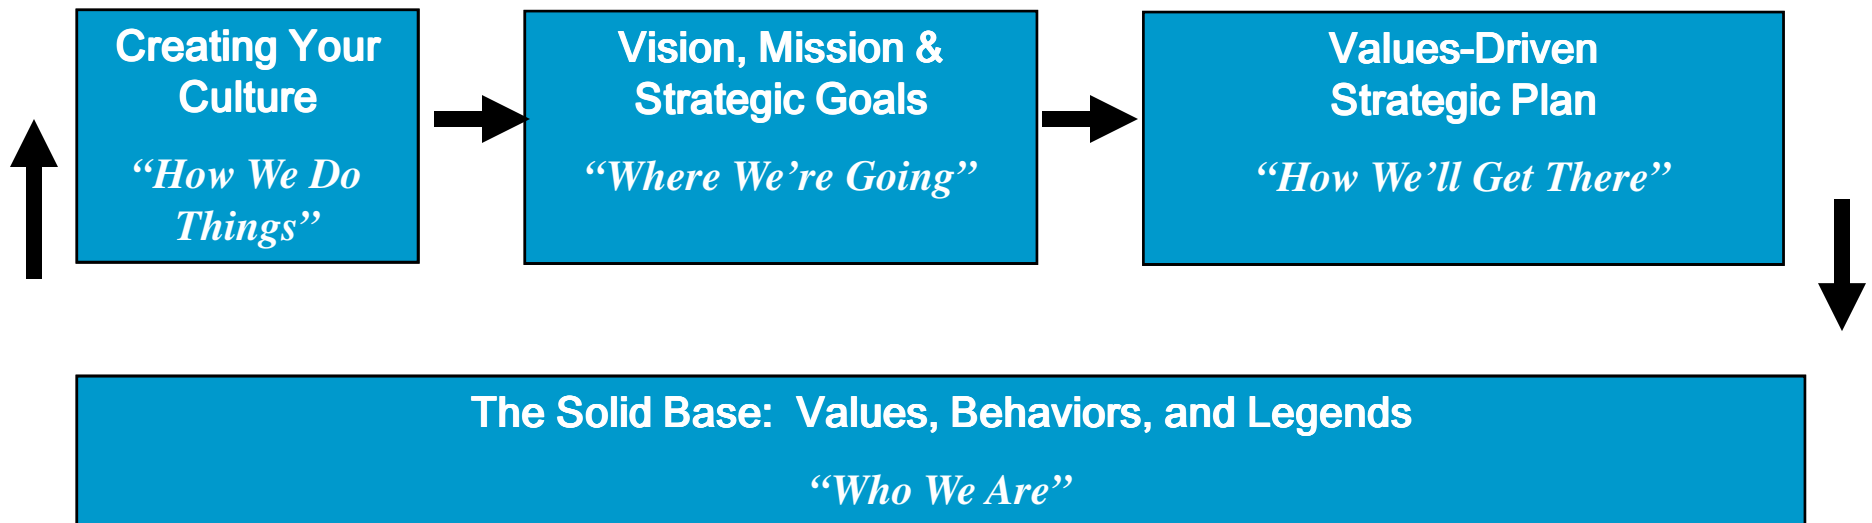 Creating Your
Culture
“How We Do
Things”
Vision, Mission &
Strategic Goals
“Where We’re Going”
Values-Driven
Strategic Plan
“How We’ll Get There”
The Solid Base:  Values, Behaviors, and Legends
“Who We Are”